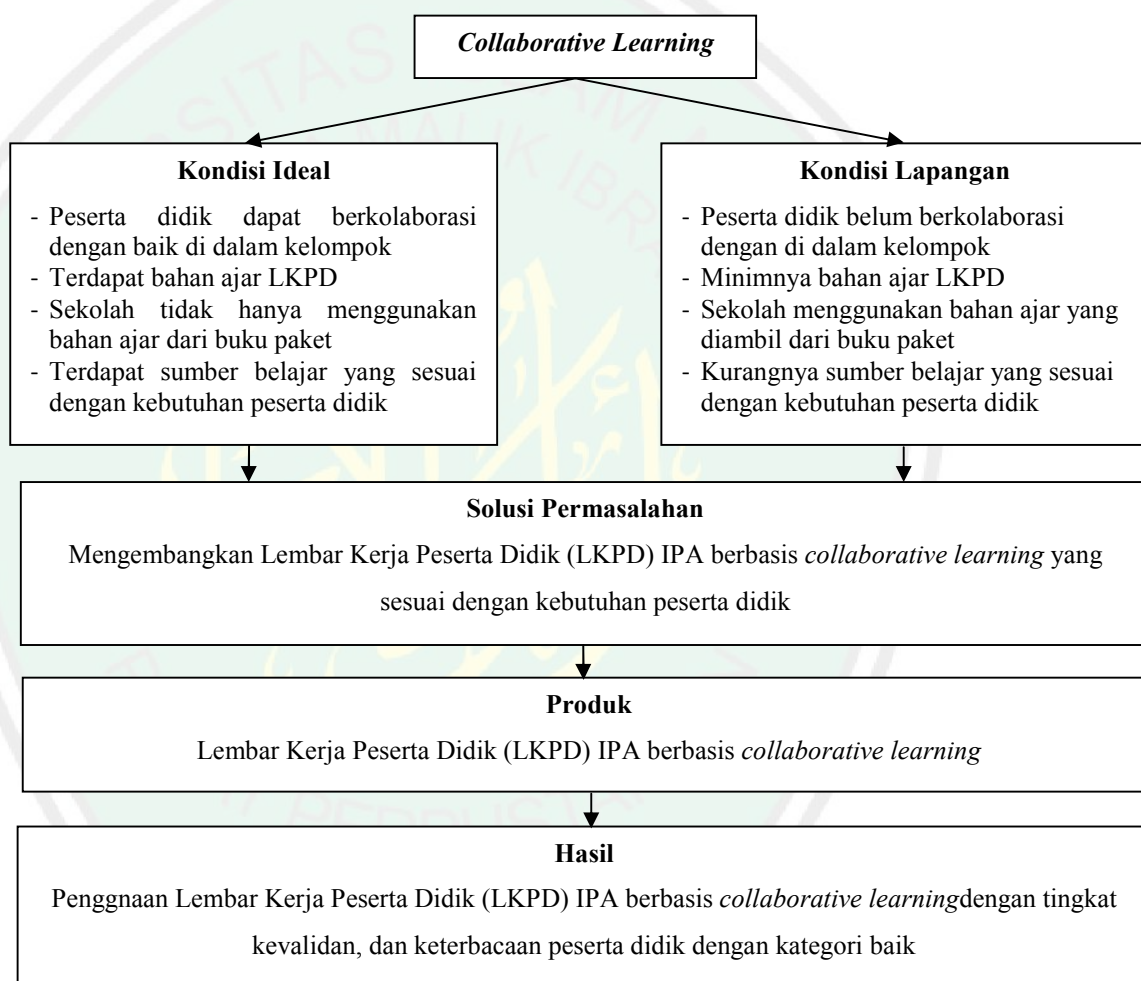 Collaborative Learning
Kondisi Ideal
- Peserta didik dapat berkolaborasi
dengan baik di dalam kelompok
- Terdapat bahan ajar LKPD
- Sekolah tidak hanya menggunakan
bahan ajar dari buku paket
- Terdapat sumber belajar yang sesuai
dengan kebutuhan peserta didik
Kondisi Lapangan
- Peserta didik belum berkolaborasi
dengan di dalam kelompok
- Minimnya bahan ajar LKPD
- Sekolah menggunakan bahan ajar yang
diambil dari buku paket
- Kurangnya sumber belajar yang sesuai
dengan kebutuhan peserta didik
Solusi Permasalahan
Mengembangkan Lembar Kerja Peserta Didik (LKPD) IPA berbasis collaborative learning yang
sesuai dengan kebutuhan peserta didik
Produk
Lembar Kerja Peserta Didik (LKPD) IPA berbasis collaborative learning
Hasil
Penggnaan Lembar Kerja Peserta Didik (LKPD) IPA berbasis collaborative learningdengan tingkat
kevalidan, dan keterbacaan peserta didik dengan kategori baik